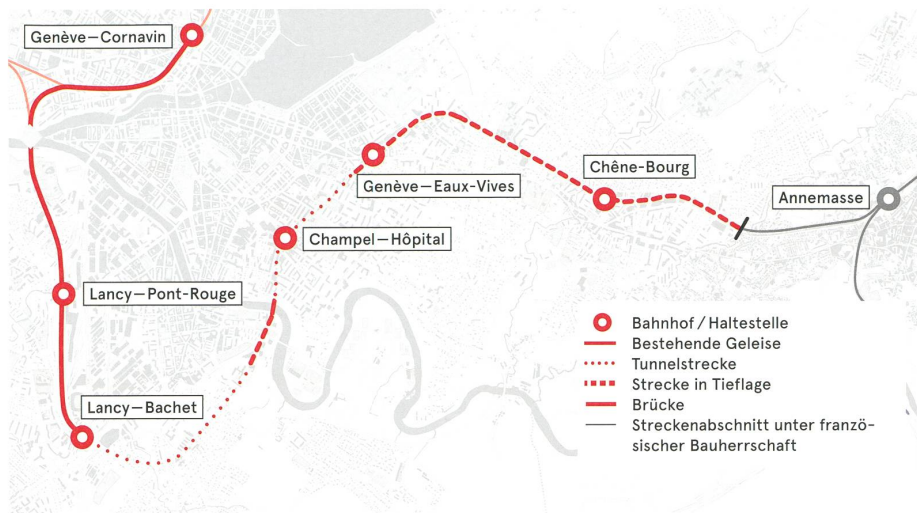 Genève—Cornavin
Chêne-Bourg
Genève—Eaux-Vives
Annemasse
Champel—Hôpital
Lancy—Pont-Rouge
Lancy—Bachet
Bahnhof / Haltestelle
Bestehende Geleise
Tunnelstrecke
Strecke in Tieflage
Brücke
Streckenabschnitt unter franzö-
sischer Bauherrschaft